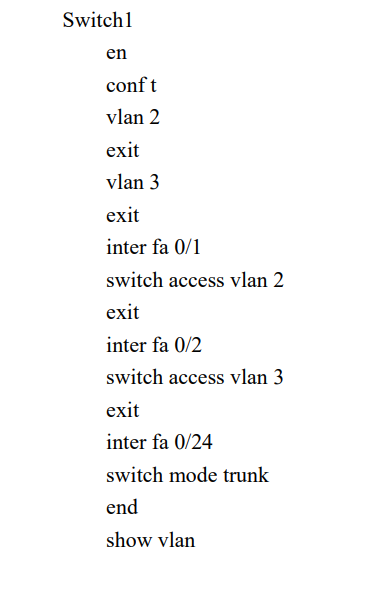 Switch1
en
conf t
vlan 2
exit
vlan 3
exit
inter fa 0/1
switch access vlan 2
exit
inter fa 0/2
switch access vlan 3
exit
inter fa 0/24
switch mode trunk
end
show vlan